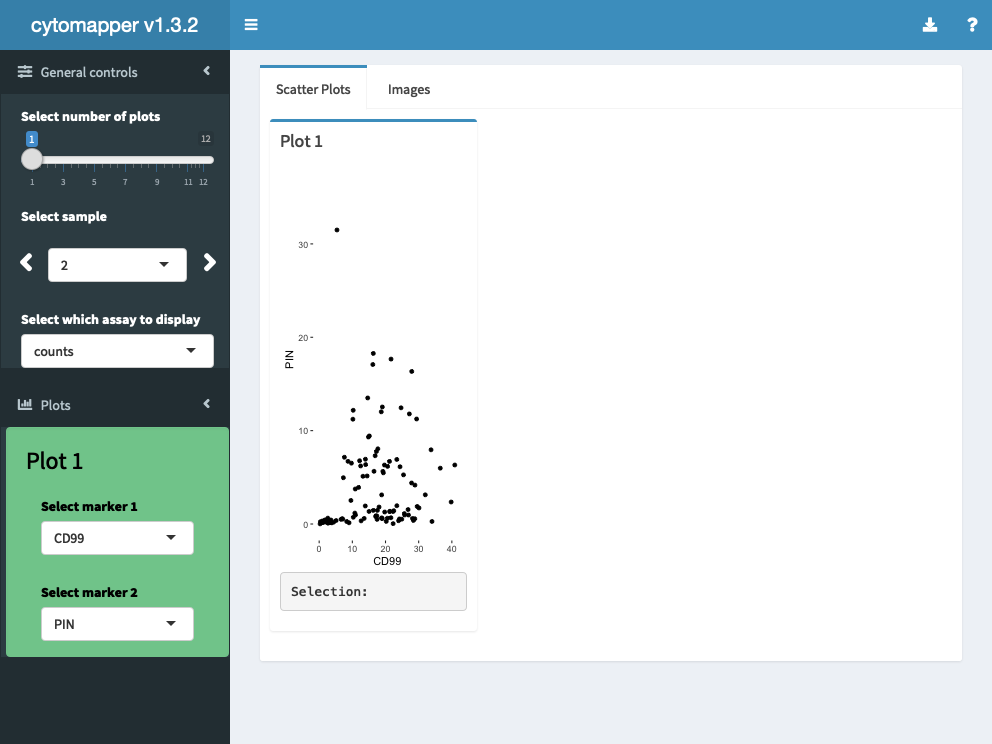 cytomapper v1.3.2
General controls
Select number of plots
1
12
1 3 5 7 9 11 12
Select sample
2
Select which assay to display
counts
Plots
Plot 1
Select marker 1
CD99
Select marker 2
PIN
?
Scatter Plots
Images
Plot 1
30
20
10
0
PIN
0 10 20 30 40
CD99
Selection: